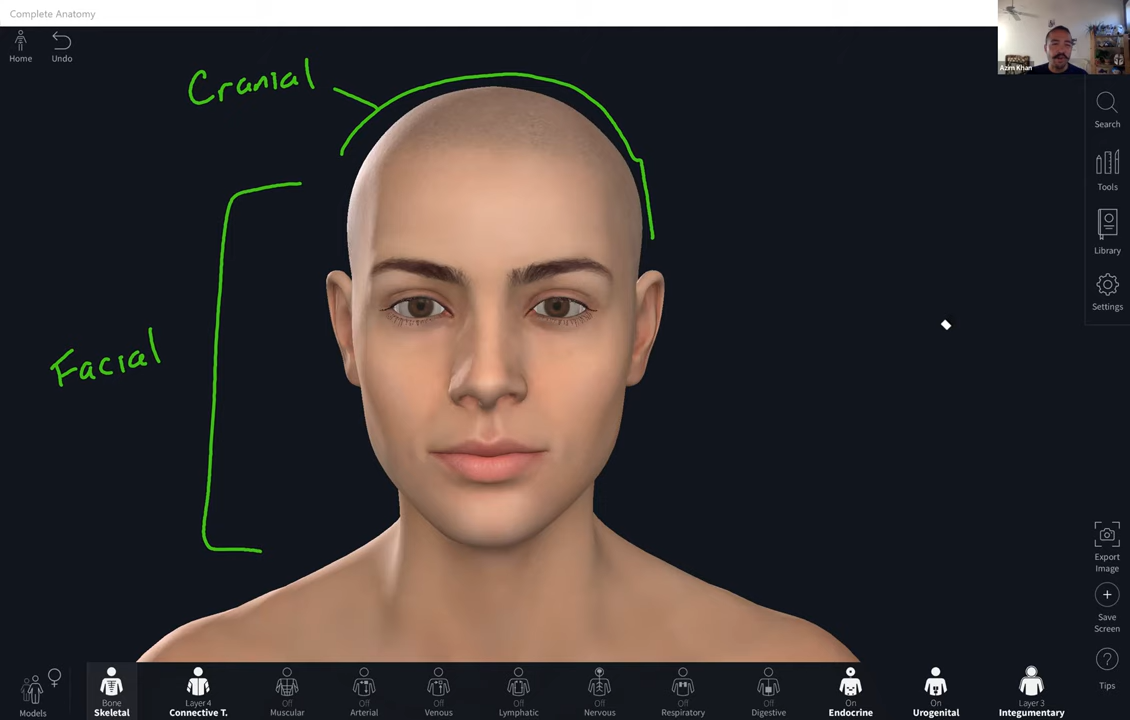 Complete Anatomy
Home
Undo
Cranial
Facial
Azim Khan
Search
Tools
Library
Settings
Export
Image
Save
Screen
Tips
Models
Bone
Skeletal
Layer 4
Connective T.
Off
Muscular
Off
Arterial
Off
Venous
Off
Lymphatic
Off
Nervous
Off
Respiratory
Off
Digestive
On
Endocrine
On
Urogenital
Layer 3
Integumentary